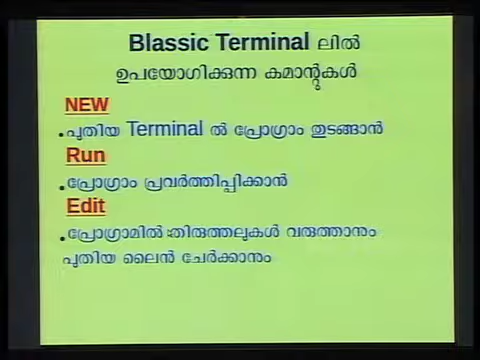 Blassic Terminal ലിൽ
ഉപയോഗിക്കുന്ന കമാന്റുകൾ
NEW
.പുതിയ Terminal ൽ പ്രോഗ്രാം തുടങ്ങാൻ
Run
.പ്രോഗ്രാം പ്രവർത്തിപ്പിക്കാൻ
Edit
.പ്രോഗ്രാമിൽ തിരുത്തലുകൾ വരുത്താനും
പുതിയ ലൈൻ ചേർക്കാനും